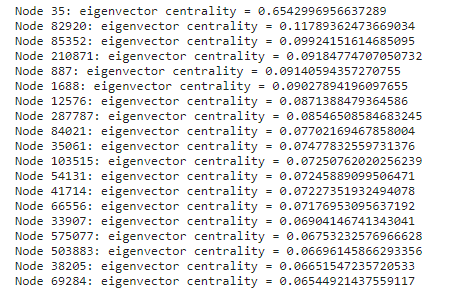 Node 35: eigenvector centrality = 0.6542996956637289
Node 82920: eigenvector centrality = 0.11789362473669034
Node 85352: eigenvector centrality = 0.09924151614685095
Node 210871: eigenvector centrality = 0.09184774707050732
Node 887: eigenvector centrality = 0.09140594357270755
Node 1688: eigenvector centrality = 0.09027894196097655
Node 12576: eigenvector centrality = 0.0871388479364586
Node 287787: eigenvector centrality = 0.08546508584683245
Node 84021: eigenvector centrality = 0.07702169467858004
Node 35061: eigenvector centrality = 0.07477832559731376
Node 103515: eigenvector centrality = 0.07250762020256239
Node 54131: eigenvector centrality = 0.07245889099506471
Node 41714: eigenvector centrality = 0.07227351932494078
Node 66556: eigenvector centrality = 0.07176953095637192
Node 33907: eigenvector centrality = 0.06904146741343041
Node 575077: eigenvector centrality = 0.06753232576966628
Node 503883: eigenvector centrality = 0.06696145866293356
Node 38205: eigenvector centrality = 0.06651547235720533
Node 69284: eigenvector centrality = 0.06544921437559117